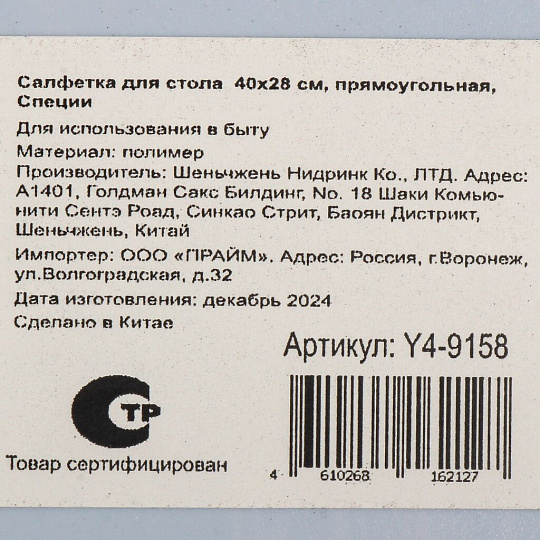 Салфетка для стола 40х28 см, прямоугольная,
Специи
Для использования в быту
Материал: полимер
Производитель: Шеньчжень Нидринк Ко., ЛТД. Адрес:
А1401, Голдман Сакс Билдинг, No. 18 Шаки Комью-
нити Сентэ Роад, Синкао Стрит, Баоян Дистрикт,
Шеньчжень, Китай
Импортер: ООО «ПРАЙМ». Адрес: Россия, г.Воронеж,
ул.Волгоградская, д.32
Дата изготовления: декабрь 2024
Сделано в Китае
Артикул: Y4-9158
СТР
Товар сертифицирован
4 610268 162127